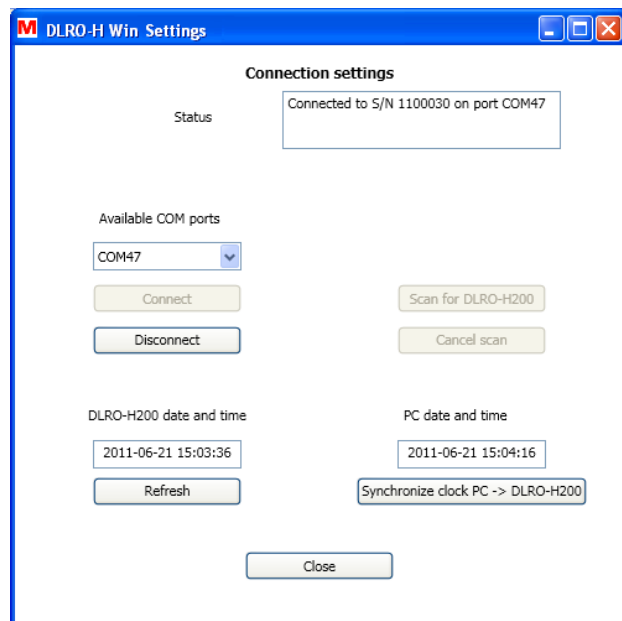 M DLRO-H Win Settings
Connection settings
Status
Connected to S/N 1100030 on port COM47
Available COM ports
COM47
Connect
Scan for DLRO-H200
Disconnect
Cancel scan
DLRO-H200 date and time
PC date and time
2011-06-21 15:03:36
2011-06-21 15:04:16
Refresh
Synchronize clock PC -> DLRO-H200
Close